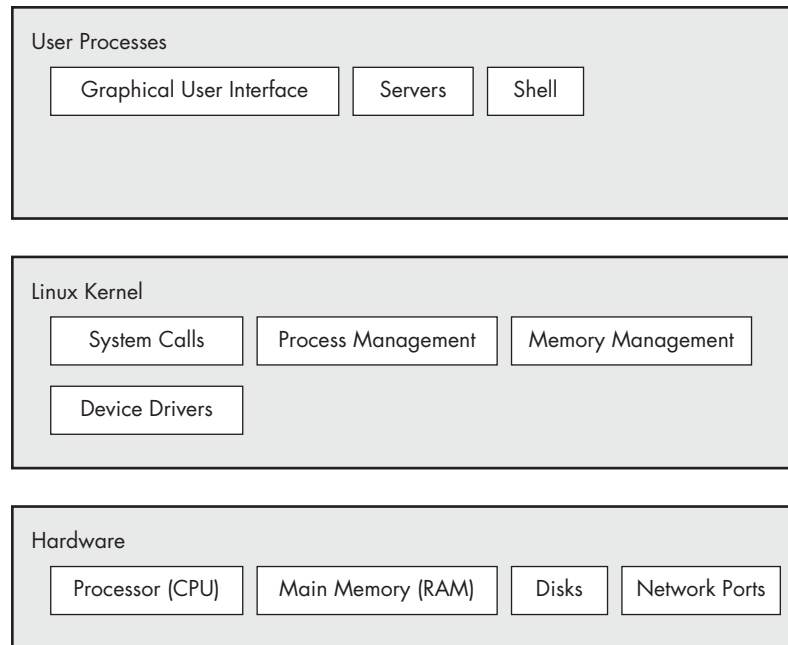 User Processes
Graphical User Interface
Servers
Shell
Linux Kernel
System Calls
Process Management
Memory Management
Device Drivers
Hardware
Processor (CPU)
Main Memory (RAM)
Disks
Network Ports